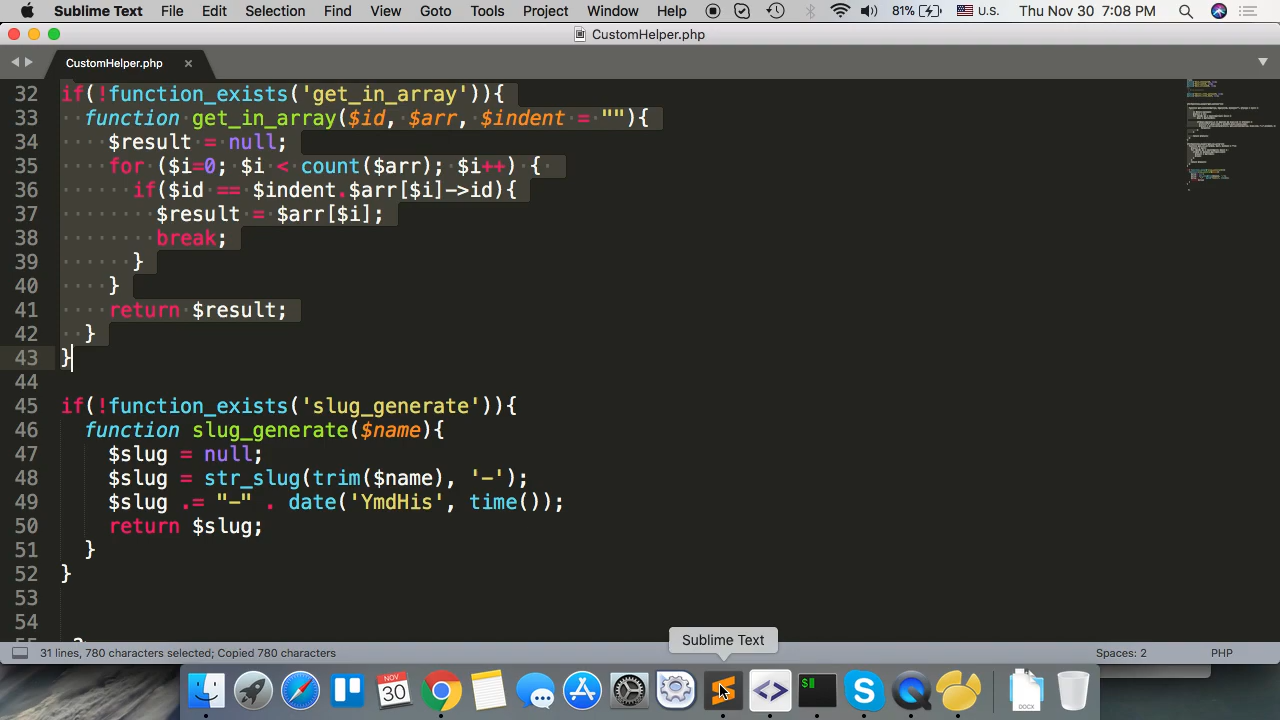 Sublime Text File Edit Selection Find View Goto Tools Project Window Help 81% U.S. Thu Nov 30 7:08 PM
CustomHelper.php
CustomHelper.php ×
32 if(!function_exists('get_in_array')){
33 function get_in_array($id, $arr, $indent = ""){
34 $result = null;
35 for ($i=0; $i < count($arr); $i++) {
36 if($id == $indent.$arr[$i]->id){
37 $result = $arr[$i];
38 break;
39 }
40 }
41 return $result;
42 }
43 }
44
45 if(!function_exists('slug_generate')){
46 function slug_generate($name){
47 $slug = null;
48 $slug = str_slug(trim($name), '-');
49 $slug .= "-" . date('YmdHis', time());
50 return $slug;
51 }
52 }
53
54
Sublime Text
31 lines, 780 characters selected; Copied 780 characters Spaces: 2 PHP
NOV
30
$
DOCX